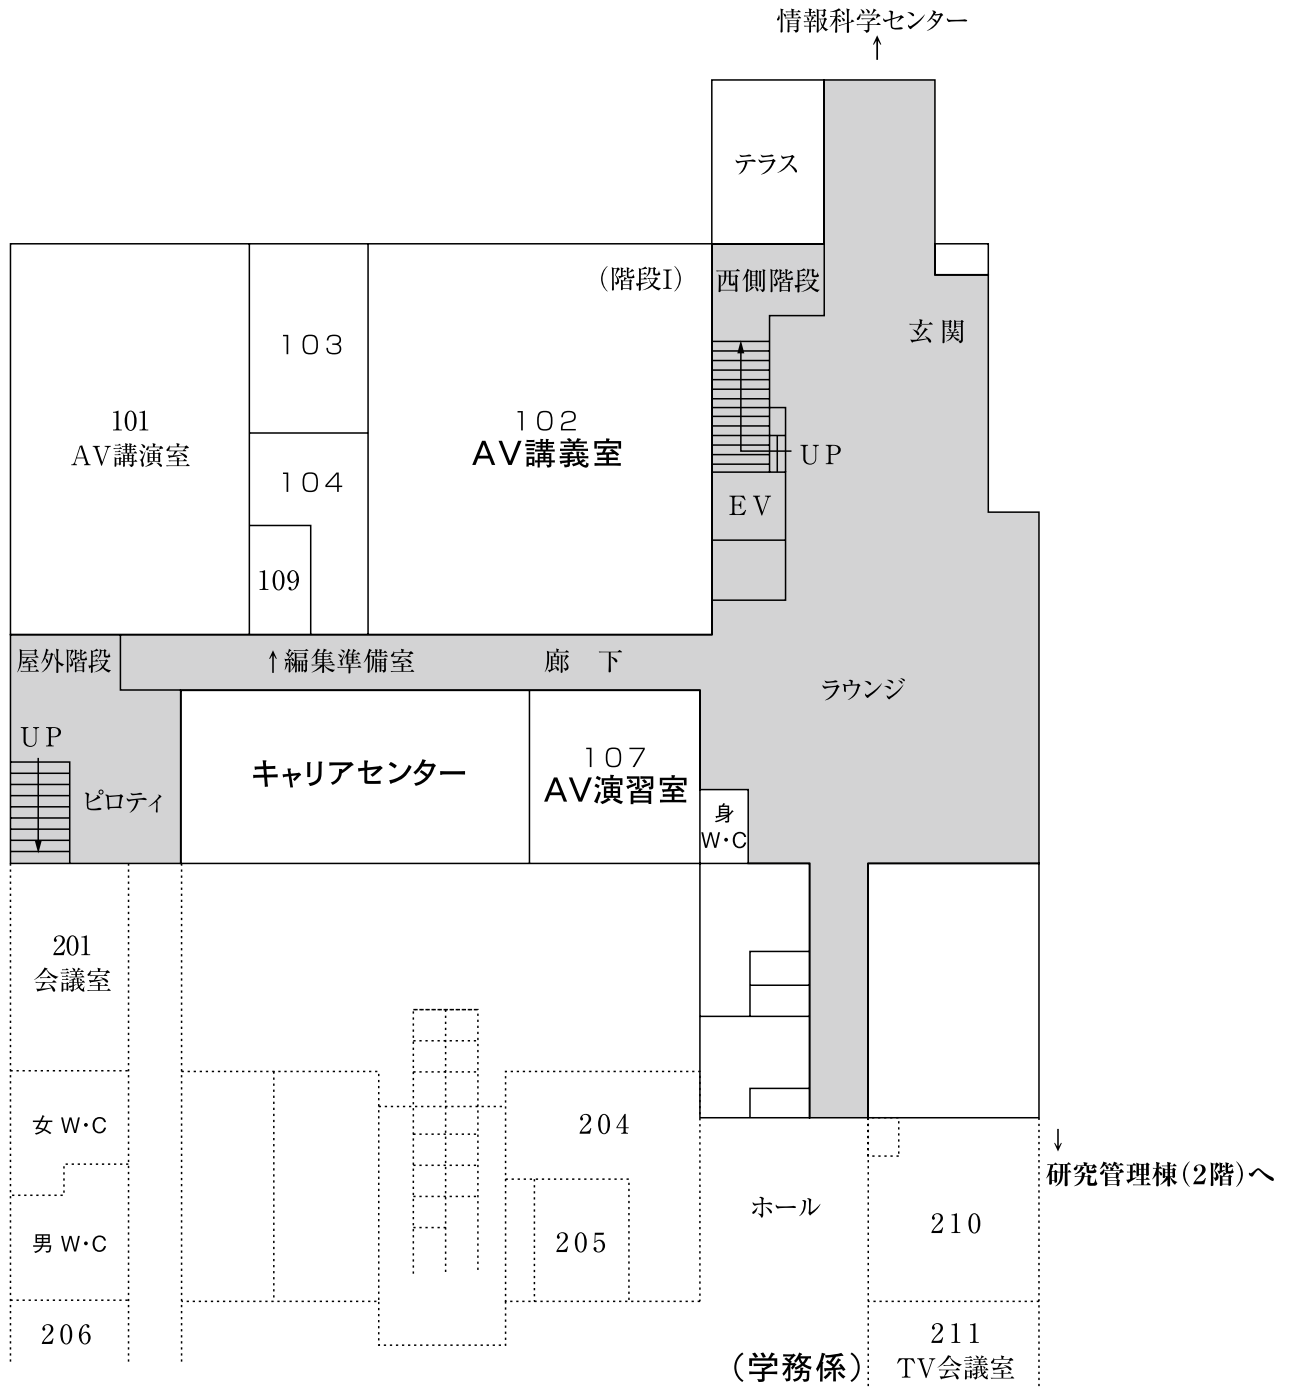 情報科学センター
↑
テラス
(階段I)
西側階段
玄関
103
101
AV講演室
102
AV講義室
104
UP
EV
109
屋外階段
↑編集準備室
廊 下
ラウンジ
UP
ピロティ
キャリアセンター
107
AV演習室
身
W・C
201
会議室
女 W・C
204
↓
研究管理棟(2階)へ
ホール
210
男 W・C
205
206
211
TV会議室
(学務係)